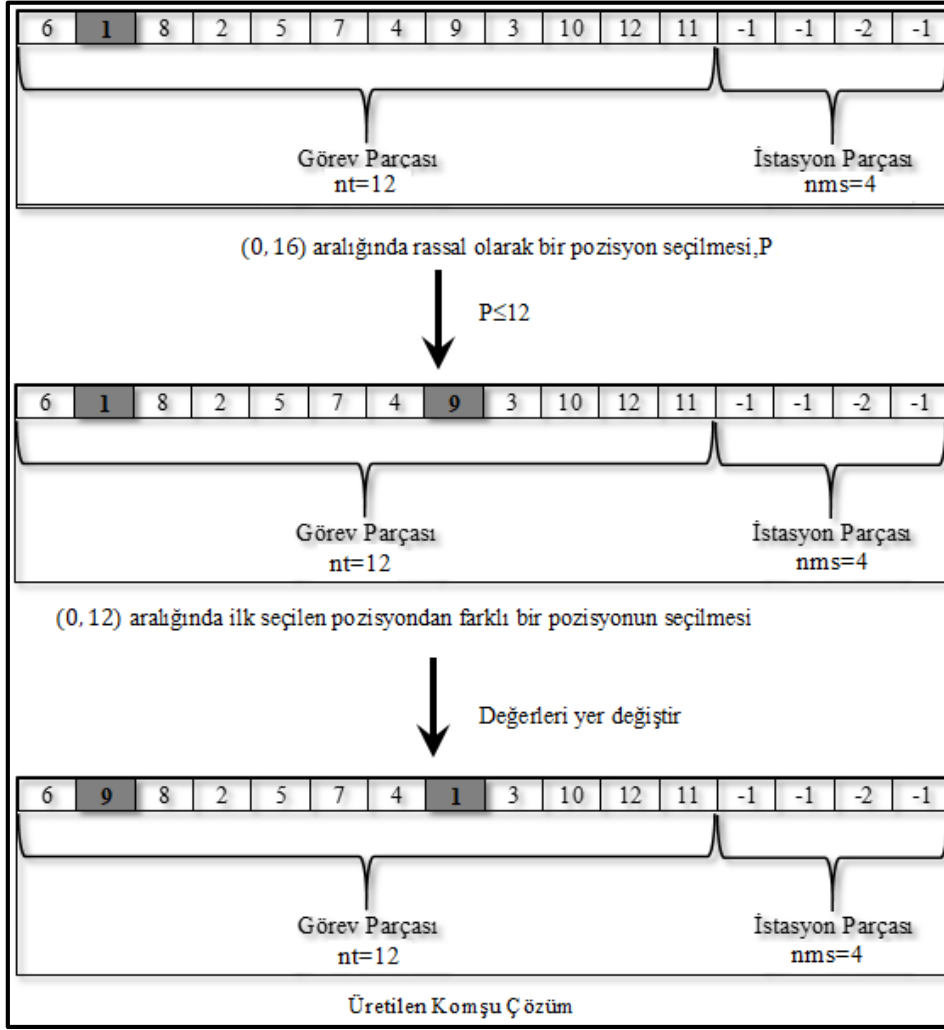 6 1 8 2 5 7 4 9 3 10 12 11 -1 -1 -2 -1
Görev Parçası İstasyon Parçası
nt=12 nms=4
(0, 16) aralığında rassal olarak bir pozisyon seçilmesi,P
P≤12
6 1 8 2 5 7 4 9 3 10 12 11 -1 -1 -2 -1
Görev Parçası İstasyon Parçası
nt=12 nms=4
(0, 12) aralığında ilk seçilen pozisyondan farklı bir pozisyonun seçilmesi
Değerleri yer değiştir
6 9 8 2 5 7 4 1 3 10 12 11 -1 -1 -2 -1
Görev Parçası İstasyon Parçası
nt=12 nms=4
Üretilen Komşu Çözüm